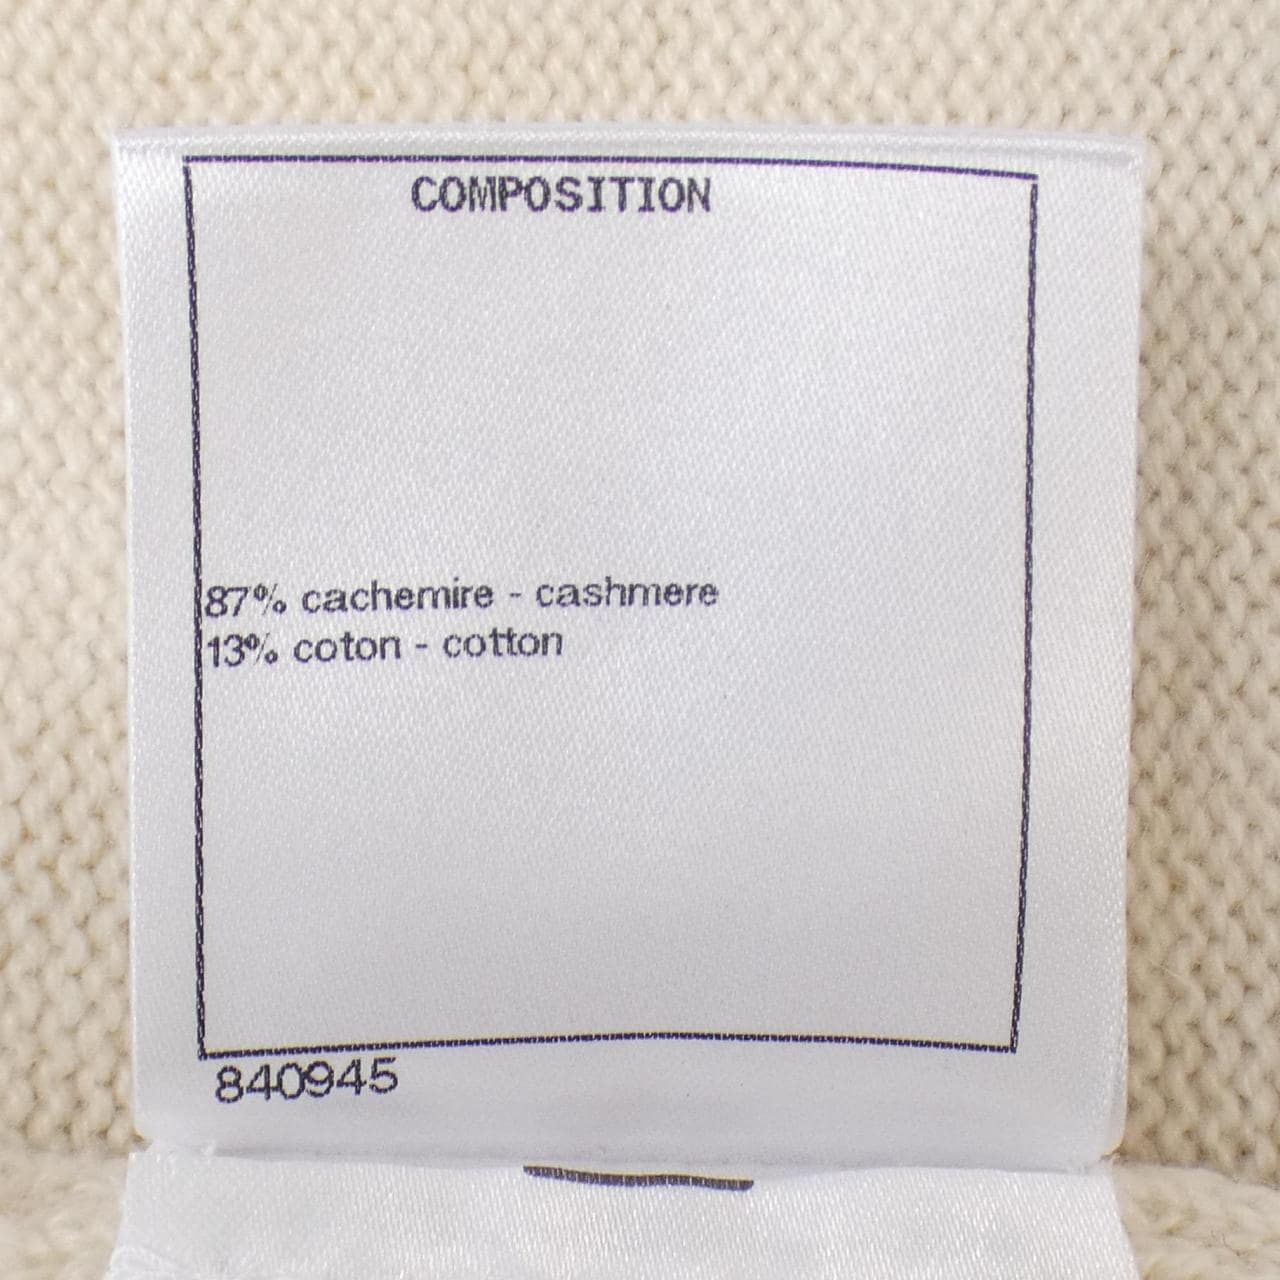 COMPOSITION
87% cachemire - cashmere
13% coton - cotton
840945